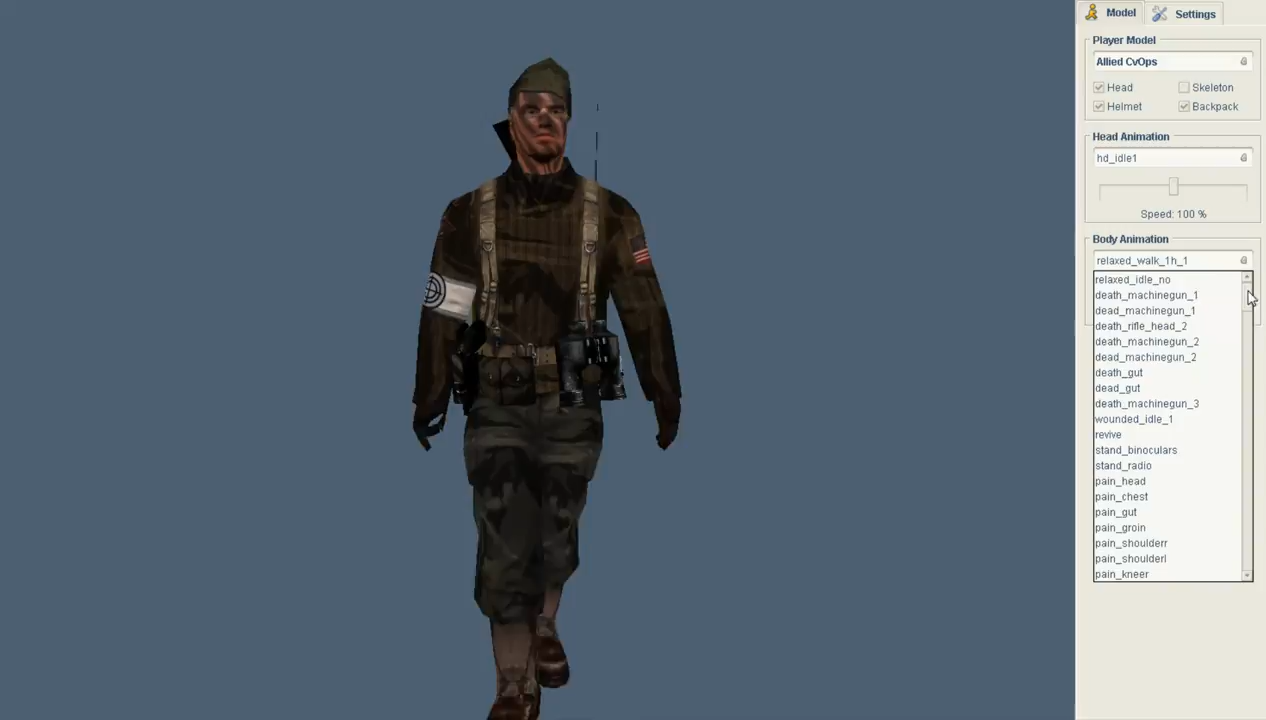 Model
Settings
Player Model
Allied CvOps
Head
Skeleton
Helmet
Backpack
Head Animation
hd_idle1
Speed: 100 %
Body Animation
relaxed_walk_1h_1
relaxed_idle_no
death_machinegun_1
dead_machinegun_1
death_rifle_head_2
death_machinegun_2
dead_machinegun_2
death_gut
dead_gut
death_machinegun_3
wounded_idle_1
revive
stand_binoculars
stand_radio
pain_head
pain_chest
pain_gut
pain_groin
pain_shoulderr
pain_shoulderl
pain_kneer